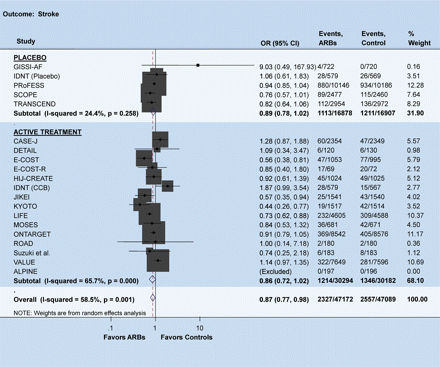 Outcome: Stroke
Events, Events, %
Study OR (95% CI) ARBs Control Weight
PLACEBO
GISSI-AF 9.03 (0.49, 167.93) 4/722 0/720 0.16
IDNT (Placebo) 1.06 (0.61, 1.83) 28/579 26/569 3.51
PRoFESS 0.94 (0.85, 1.04) 880/10146 934/10186 12.28
SCOPE 0.76 (0.57, 1.01) 89/2477 115/2460 7.64
TRANSCEND 0.82 (0.64, 1.06) 112/2954 136/2972 8.29
Subtotal (I-squared = 24.4%, p = 0.258) 0.89 (0.78, 1.02) 1113/16878 1211/16907 31.90
ACTIVE TREATMENT
CASE-J 1.28 (0.87, 1.88) 60/2354 47/2349 5.57
DETAIL 1.09 (0.34, 3.47) 6/120 6/130 0.98
E-COST 0.56 (0.38, 0.81) 47/1053 77/995 5.79
E-COST-R 0.85 (0.40, 1.80) 17/69 20/72 2.12
HIJ-CREATE 0.92 (0.61, 1.39) 45/1024 49/1025 5.12
IDNT (CCB) 1.87 (0.99, 3.54) 28/579 15/567 2.77
JIKEI 0.57 (0.35, 0.94) 25/1541 43/1540 4.02
KYOTO 0.44 (0.26, 0.77) 19/1517 42/1514 3.52
LIFE 0.73 (0.62, 0.88) 232/4605 309/4588 10.37
MOSES 0.84 (0.53, 1.32) 36/681 42/671 4.50
ONTARGET 0.91 (0.79, 1.05) 369/8542 405/8576 11.17
ROAD 1.00 (0.14, 7.18) 2/180 2/180 0.36
Suzuki et al. 0.74 (0.25, 2.18) 6/183 8/183 1.12
VALUE 1.14 (0.97, 1.35) 322/7649 281/7596 10.69
ALPINE (Excluded) 0/197 0/196 0.00
Subtotal (I-squared = 65.7%, p = 0.000) 0.86 (0.72, 1.02) 1214/30294 1346/30182 68.10
Overall (I-squared = 58.5%, p = 0.001) 0.87 (0.77, 0.98) 2327/47172 2557/47089 100.00
NOTE: Weights are from random effects analysis
.1 1 10
Favors ARBs Favors Controls